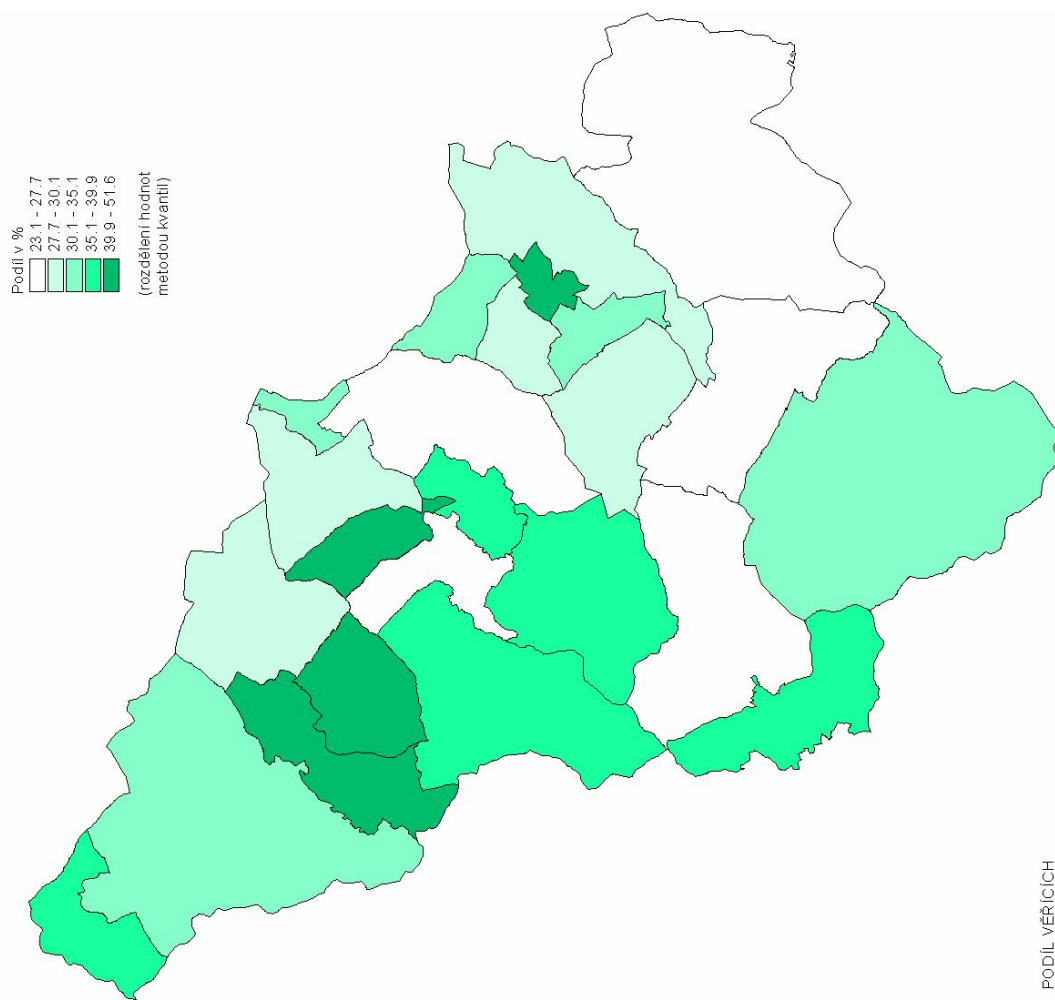 PODÍL VĚŘÍCÍCH
Podíl v %
23.1 - 27.7
27.7 - 30.1
30.1 - 35.1
35.1 - 39.9
39.9 - 51.6
(rozdělení hodnot
metodou kvantil)